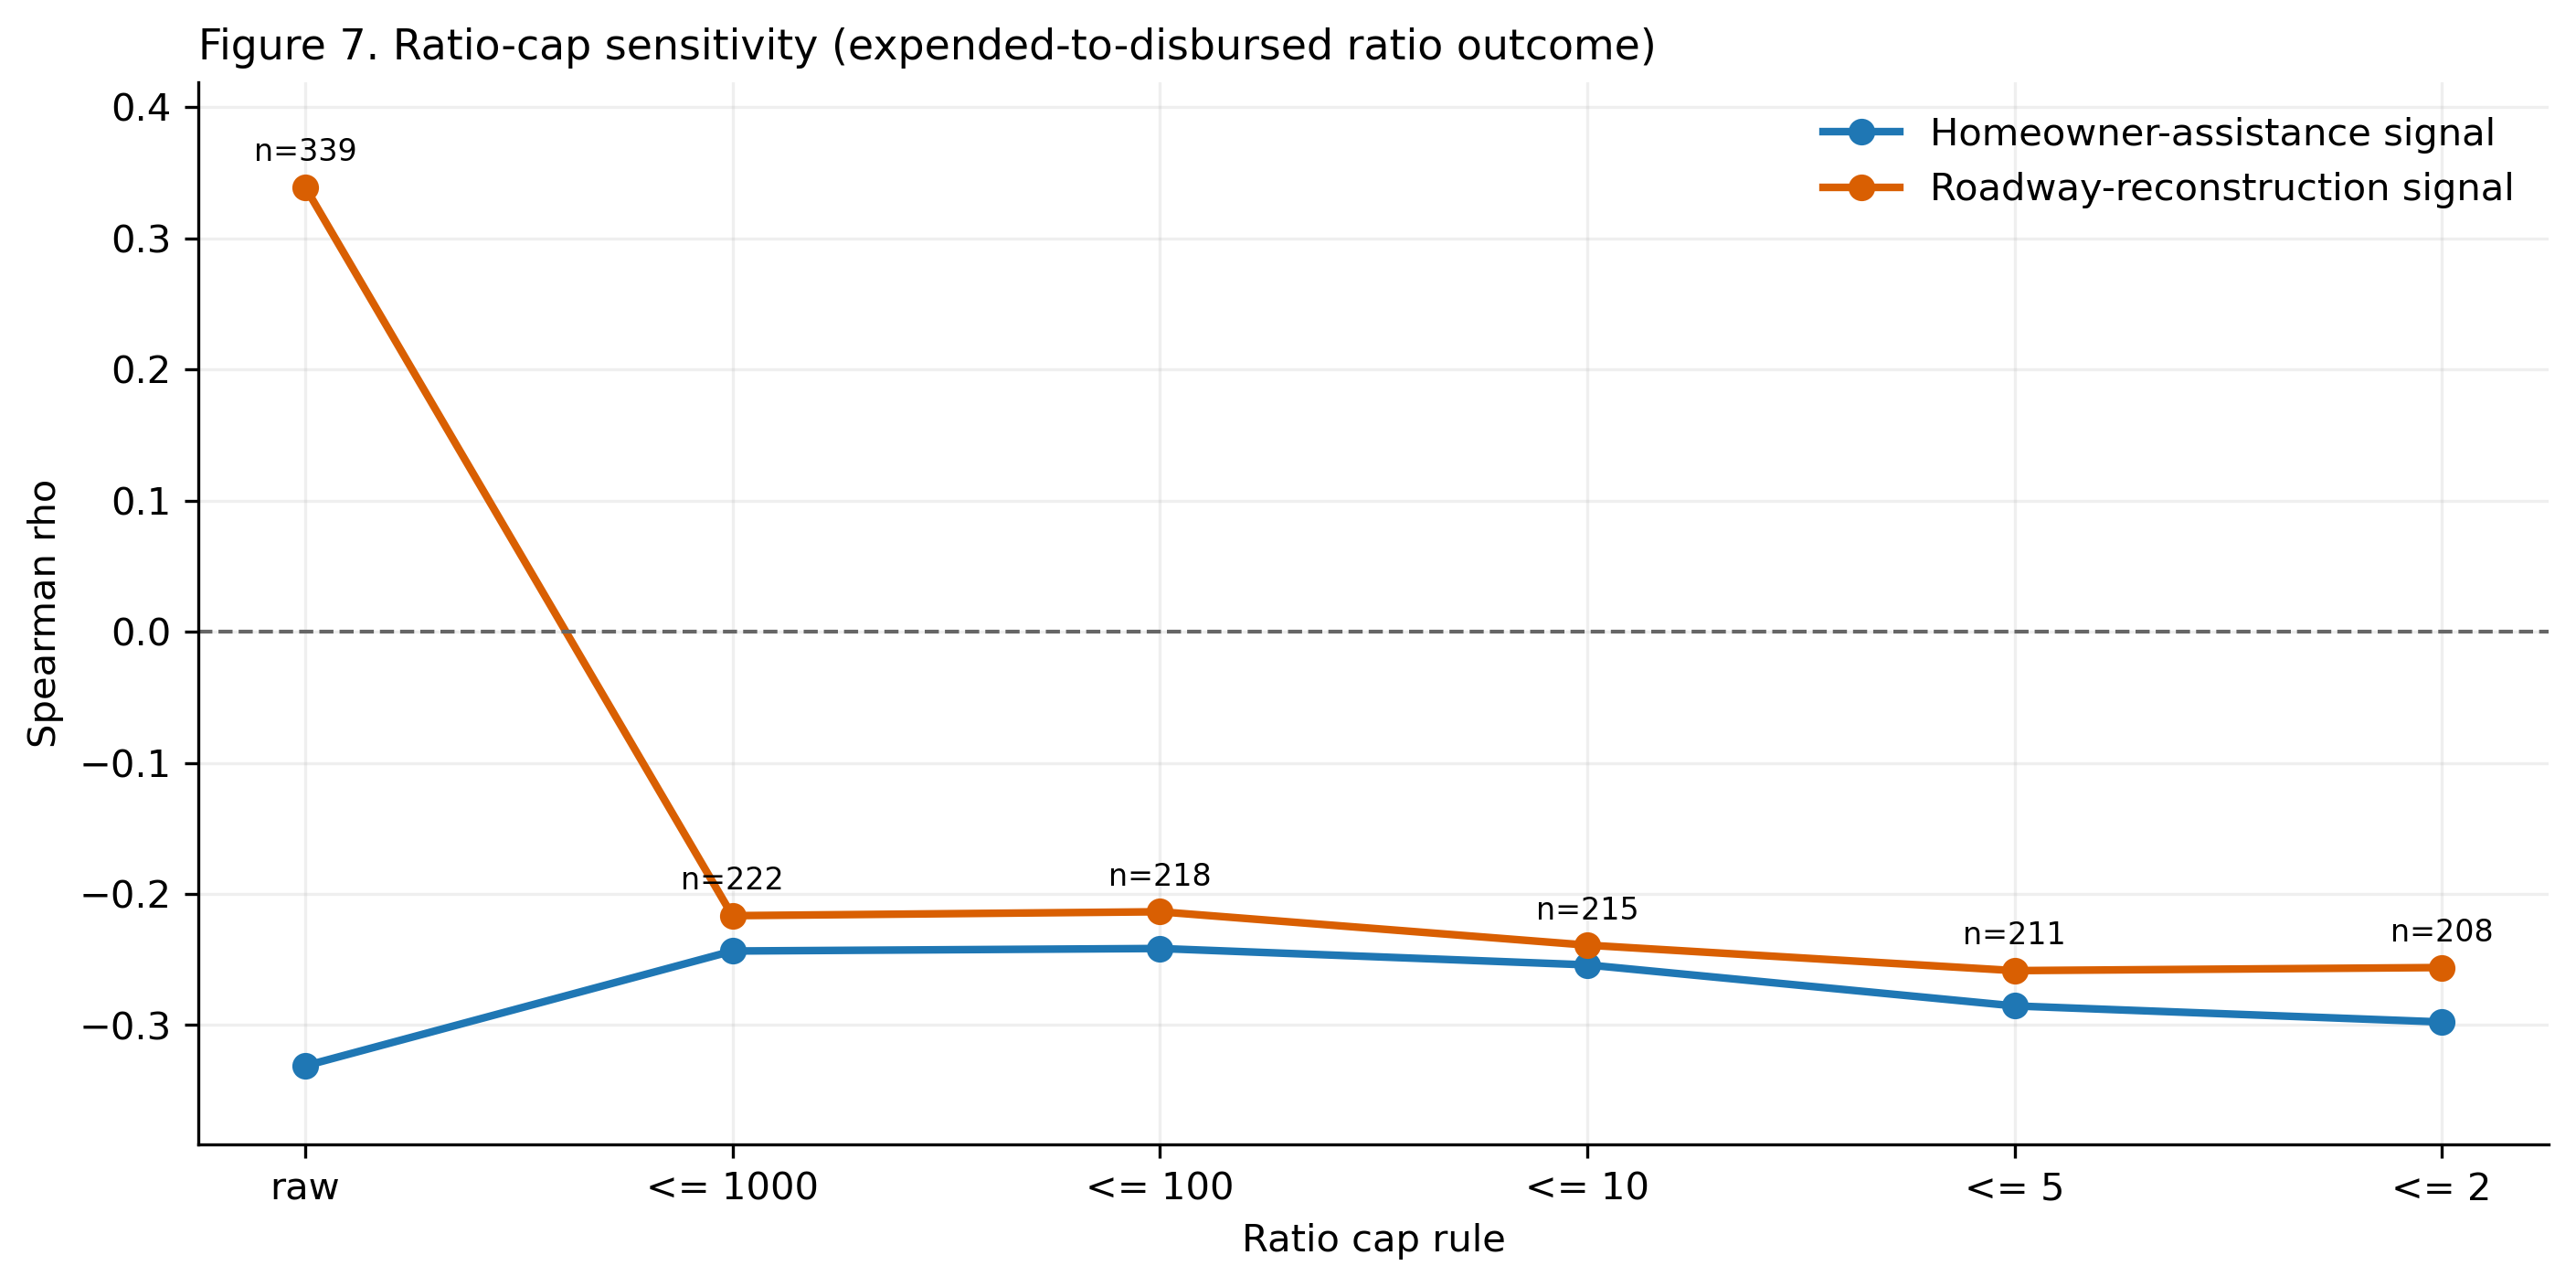 Figure 7. Ratio-cap sensitivity (expended-to-disbursed ratio outcome)
Homeowner-assistance signal
Roadway-reconstruction signal
Spearman rho
0.4
0.3
0.2
0.1
0.0
−0.1
−0.2
−0.3
n=339
n=222
n=218
n=215
n=211
n=208
raw
<= 1000
<= 100
<= 10
<= 5
<= 2
Ratio cap rule